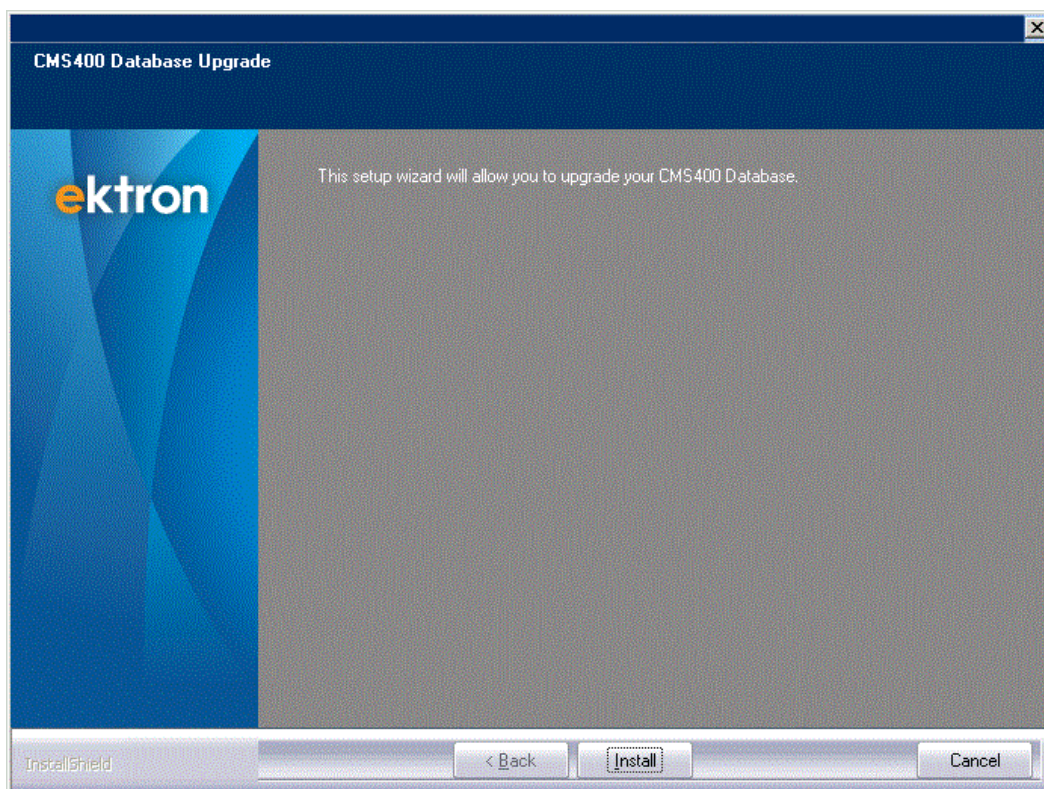 CMS400 Database Upgrade
ektron
This setup wizard will allow you to upgrade your CMS400 Database.
InstallShield
< Back
Install
Cancel